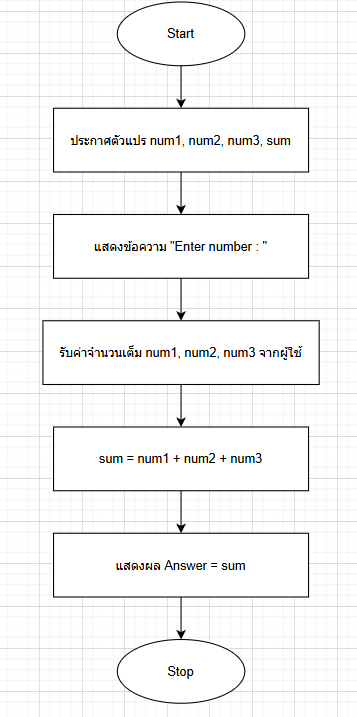 Start
ประกาศตัวแปร num1, num2, num3, sum
แสดงข้อความ "Enter number : "
รับค่าจำนวนเต็ม num1, num2, num3 จากผู้ใช้
sum = num1 + num2 + num3
แสดงผล Answer = sum
Stop